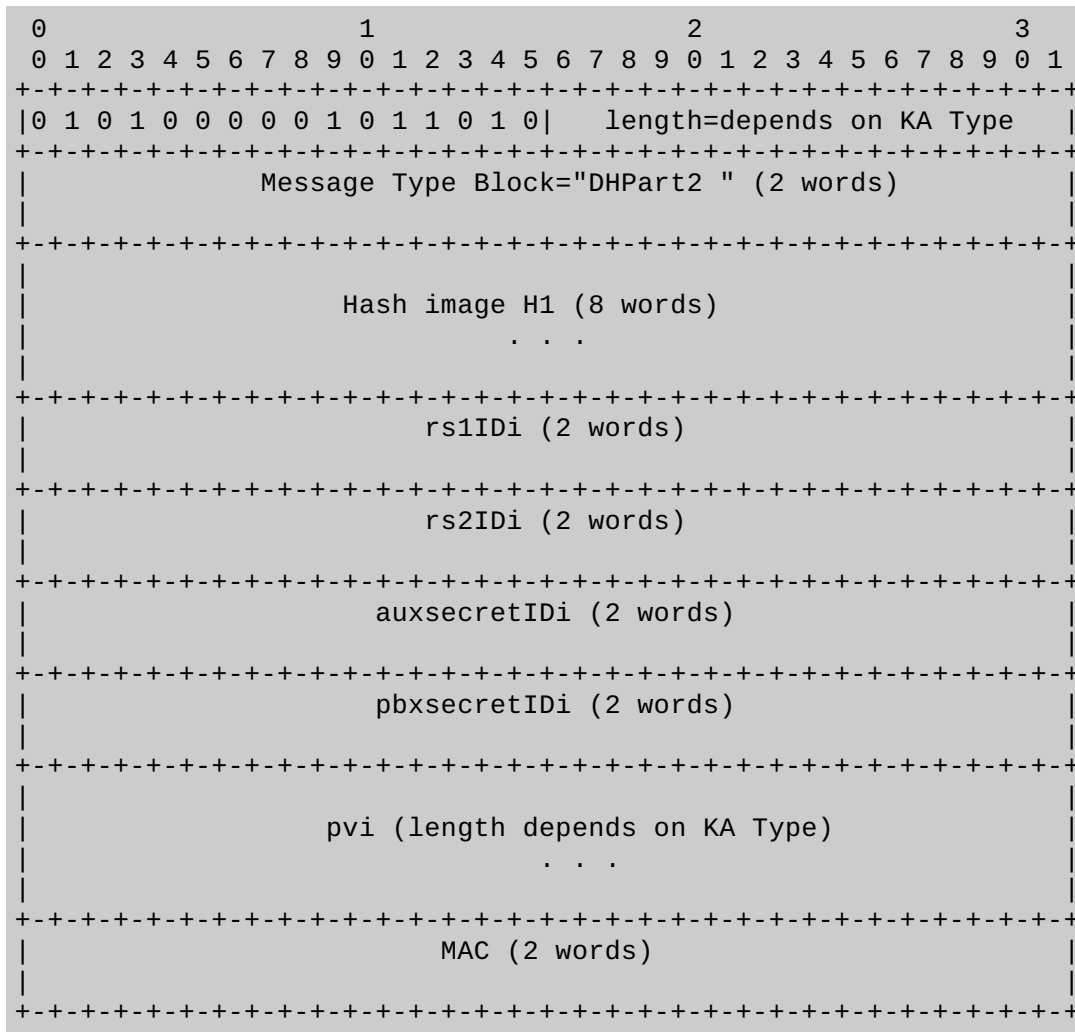 0                   1                   2                   3
0 1 2 3 4 5 6 7 8 9 0 1 2 3 4 5 6 7 8 9 0 1 2 3 4 5 6 7 8 9 0 1
+-+-+-+-+-+-+-+-+-+-+-+-+-+-+-+-+-+-+-+-+-+-+-+-+-+-+-+-+-+-+-+-+
|0 1 0 1 0 0 0 0 0 1 0 1 1 0 1 0|   length=depends on KA Type   |
+-+-+-+-+-+-+-+-+-+-+-+-+-+-+-+-+-+-+-+-+-+-+-+-+-+-+-+-+-+-+-+-+
|              Message Type Block="DHPart2 " (2 words)          |
|                                                               |
+-+-+-+-+-+-+-+-+-+-+-+-+-+-+-+-+-+-+-+-+-+-+-+-+-+-+-+-+-+-+-+-+
|                                                               |
|                   Hash image H1 (8 words)                     |
|                             . . .                             |
|                                                               |
+-+-+-+-+-+-+-+-+-+-+-+-+-+-+-+-+-+-+-+-+-+-+-+-+-+-+-+-+-+-+-+-+
|                        rs1IDi (2 words)                       |
|                                                               |
+-+-+-+-+-+-+-+-+-+-+-+-+-+-+-+-+-+-+-+-+-+-+-+-+-+-+-+-+-+-+-+-+
|                        rs2IDi (2 words)                       |
|                                                               |
+-+-+-+-+-+-+-+-+-+-+-+-+-+-+-+-+-+-+-+-+-+-+-+-+-+-+-+-+-+-+-+-+
|                     auxsecretIDi (2 words)                    |
|                                                               |
+-+-+-+-+-+-+-+-+-+-+-+-+-+-+-+-+-+-+-+-+-+-+-+-+-+-+-+-+-+-+-+-+
|                     pbxsecretIDi (2 words)                    |
|                                                               |
+-+-+-+-+-+-+-+-+-+-+-+-+-+-+-+-+-+-+-+-+-+-+-+-+-+-+-+-+-+-+-+-+
|                                                               |
|                  pvi (length depends on KA Type)              |
|                               . . .                           |
|                                                               |
+-+-+-+-+-+-+-+-+-+-+-+-+-+-+-+-+-+-+-+-+-+-+-+-+-+-+-+-+-+-+-+-+
|                         MAC (2 words)                         |
|                                                               |
+-+-+-+-+-+-+-+-+-+-+-+-+-+-+-+-+-+-+-+-+-+-+-+-+-+-+-+-+-+-+-+-+